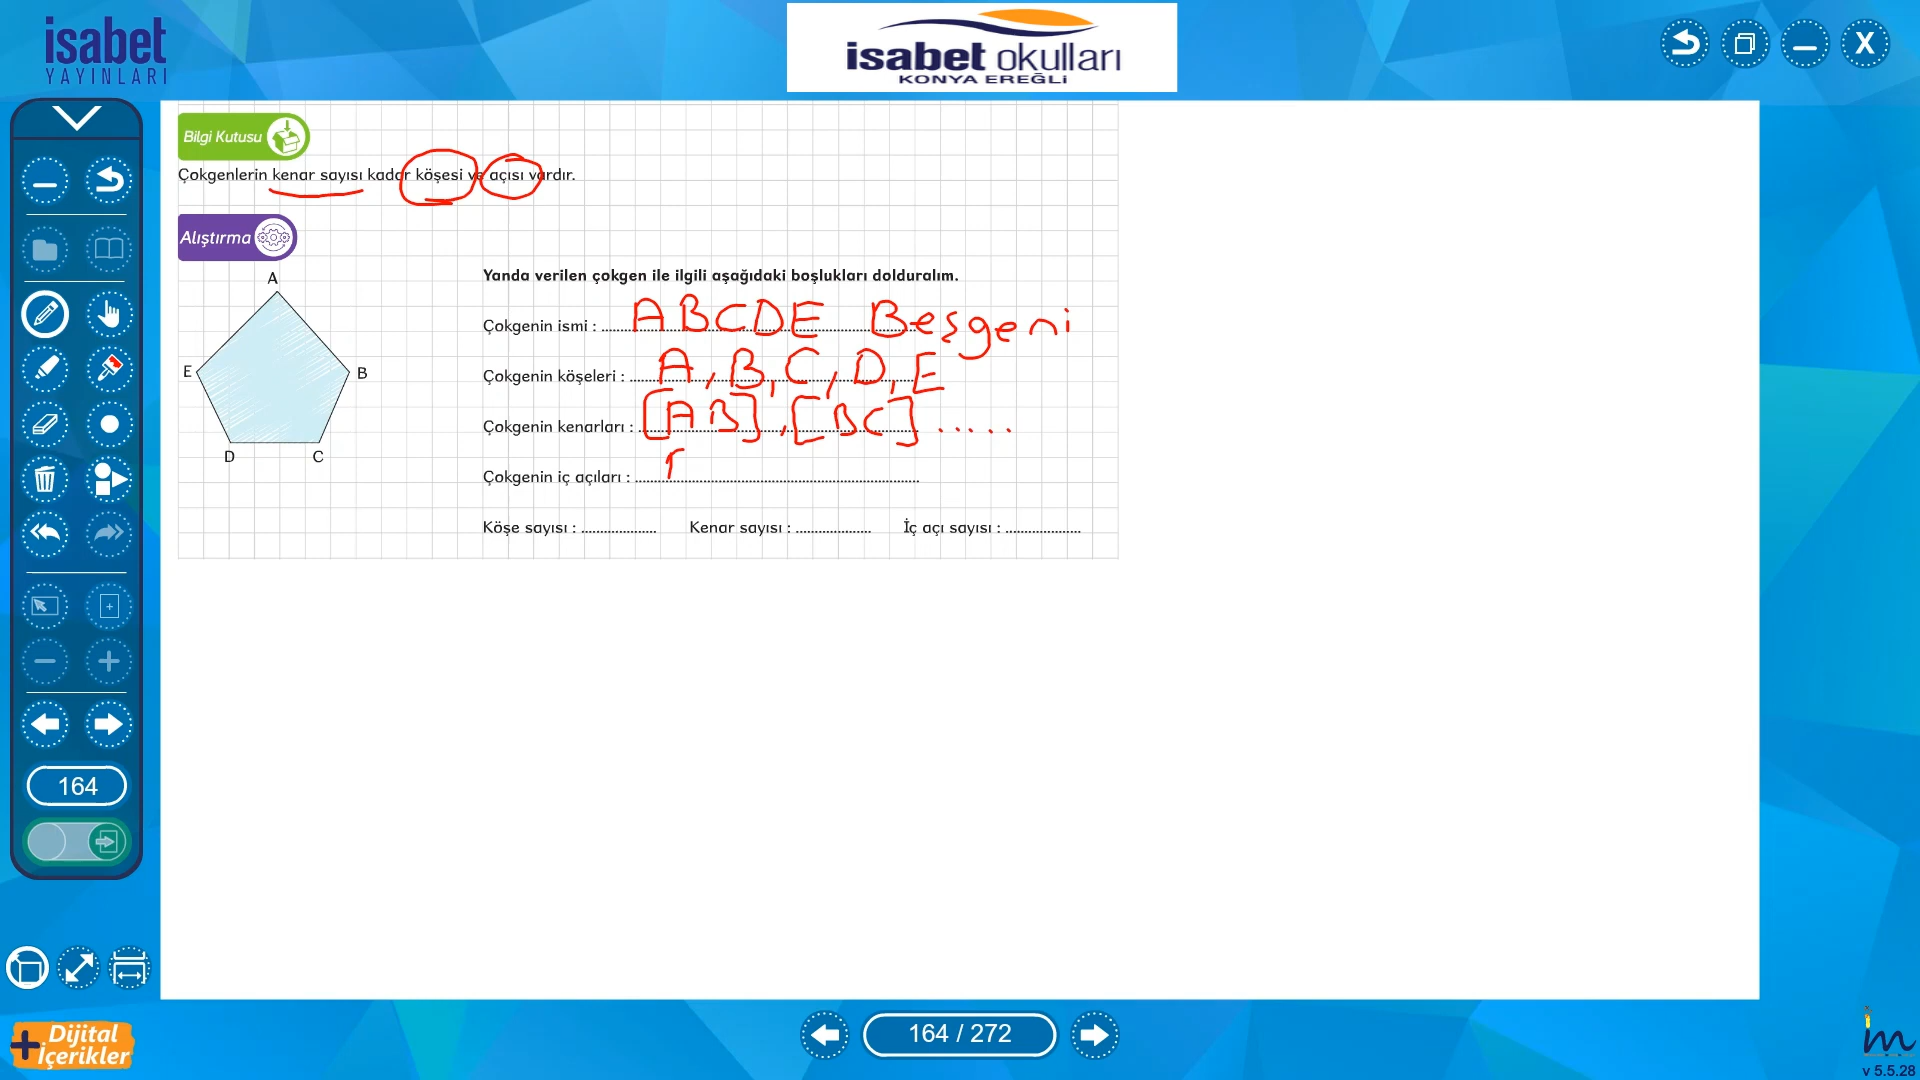 isabet
YAYINLARI
isabet okulları
KONYA EREĞLİ
X
Bilgi Kutusu
Çokgenlerin kenar sayısı kadar köşesi ve açısı vardır.
Alıştırma
A
E
B
D
C
Yanda verilen çokgen ile ilgili aşağıdaki boşlukları dolduralım.
Çokgenin ismi : ABCDE Beşgeni
Çokgenin köşeleri : A, B, C, D, E
Çokgenin kenarları : [AB], [BC] .....
Çokgenin iç açıları : ....................
Köşe sayısı : .................... Kenar sayısı : .................... İç açı sayısı : ....................
164
+ Dijital
İçerikler
164 / 272
im
v 5.5.28